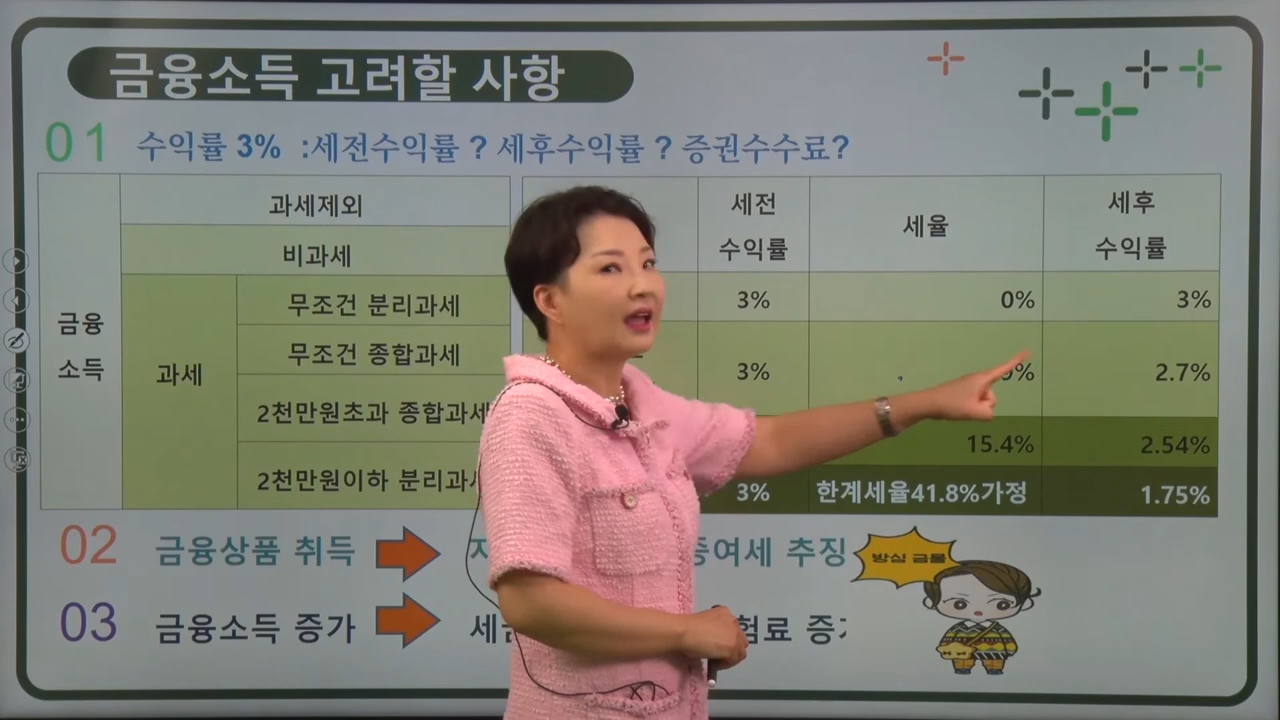 금융소득 고려할 사항
01 수익률 3% :세전수익률 ? 세후수익률 ? 증권수수료?
금융
소득
과세제외
비과세
과세
무조건 분리과세
무조건 종합과세
2천만원초과 종합과세
2천만원이하 분리과세
세전
수익률
세율
세후
수익률
3% 0% 3%
3% 2.7%
15.4% 2.54%
3% 한계세율41.8%가정 1.75%
02 금융상품 취득 증여세 추징
방심 금물
03 금융소득 증가